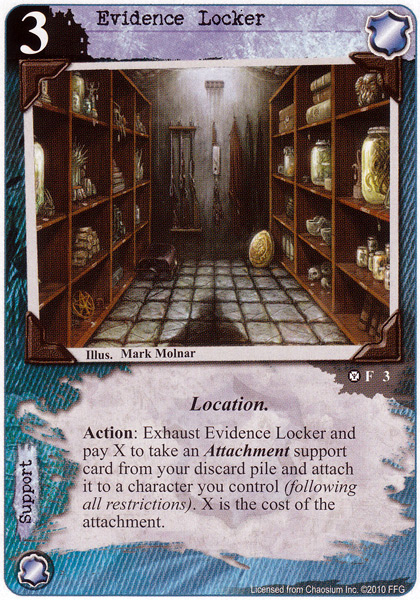 3
Evidence Locker
Illus. Mark Molnar
F 3
Location.
Action: Exhaust Evidence Locker and
pay X to take an Attachment support
card from your discard pile and attach
it to a character you control (following
all restrictions). X is the cost of the
attachment.
Support
Licensed from Chaosium Inc. ©2010 FFG